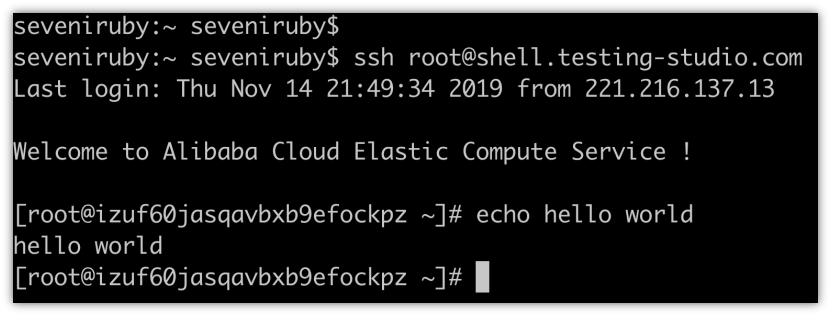 seveniruby:~ seveniruby$
seveniruby:~ seveniruby$ ssh root@shell.testing-studio.com
Last login: Thu Nov 14 21:49:34 2019 from 221.216.137.13
Welcome to Alibaba Cloud Elastic Compute Service !
[root@izuf60jasqavbxb9efockpz ~]# echo hello world
hello world
[root@izuf60jasqavbxb9efockpz ~]#